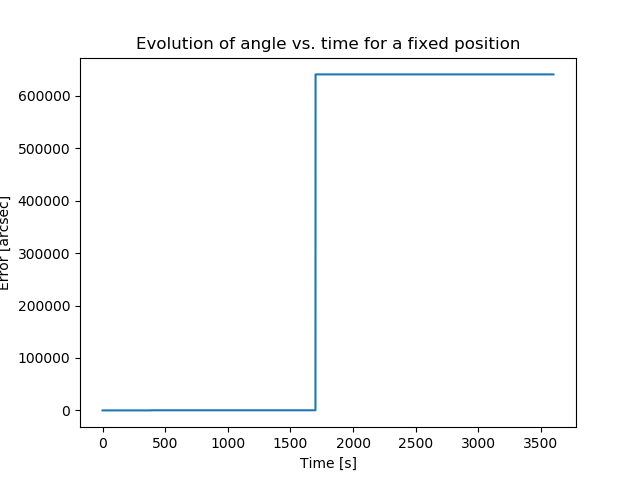 Evolution of angle vs. time for a fixed position
600000
500000
400000
300000
200000
100000
0
Error [arcsec]
0 500 1000 1500 2000 2500 3000 3500
Time [s]